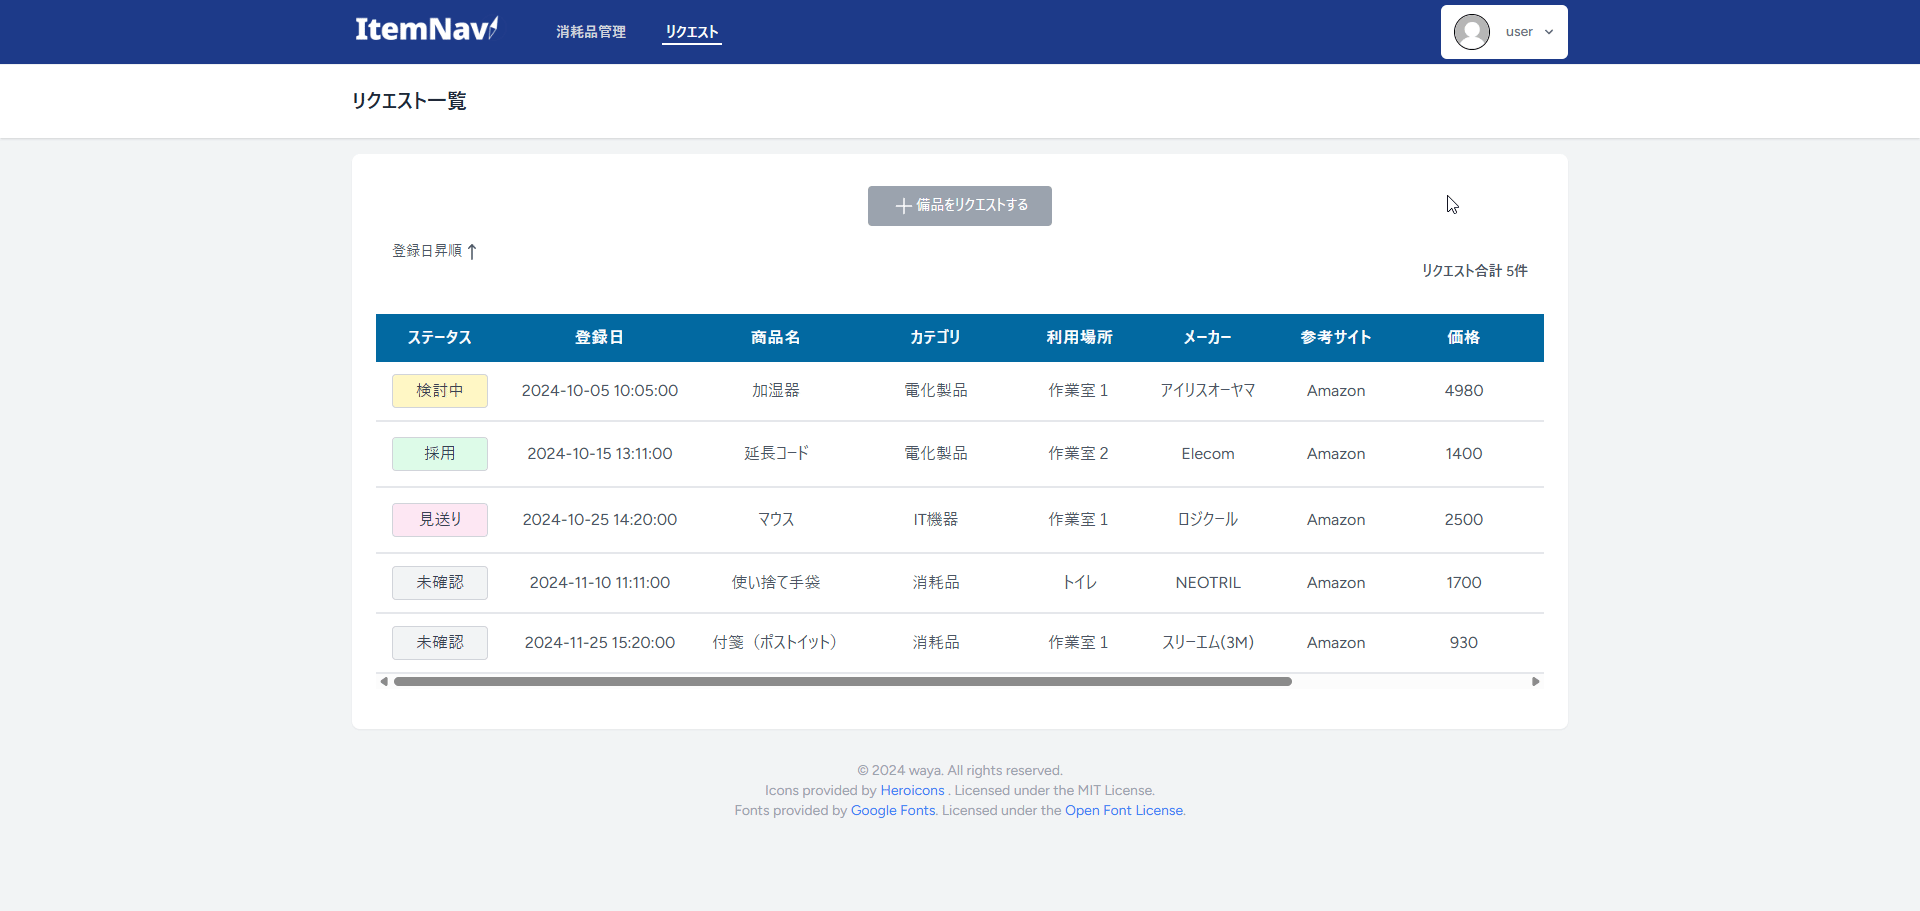 ItemNavi 消耗品管理 リクエスト user
リクエスト一覧
備品をリクエストする
登録日昇順
リクエスト合計 5件
ステータス 登録日 商品名 カテゴリ 利用場所 メーカー 参考サイト 価格
検討中 2024-10-05 10:05:00 加湿器 電化製品 作業室１ アイリスオーヤマ Amazon 4980
採用 2024-10-15 13:11:00 延長コード 電化製品 作業室２ Elecom Amazon 1400
見送り 2024-10-25 14:20:00 マウス IT機器 作業室１ ロジクール Amazon 2500
未確認 2024-11-10 11:11:00 使い捨て手袋 消耗品 トイレ NEOTRIL Amazon 1700
未確認 2024-11-25 15:20:00 付箋（ポストイット） 消耗品 作業室１ スリーエム(3M) Amazon 930
© 2024 waya. All rights reserved.
Icons provided by Heroicons . Licensed under the MIT License.
Fonts provided by Google Fonts. Licensed under the Open Font License.